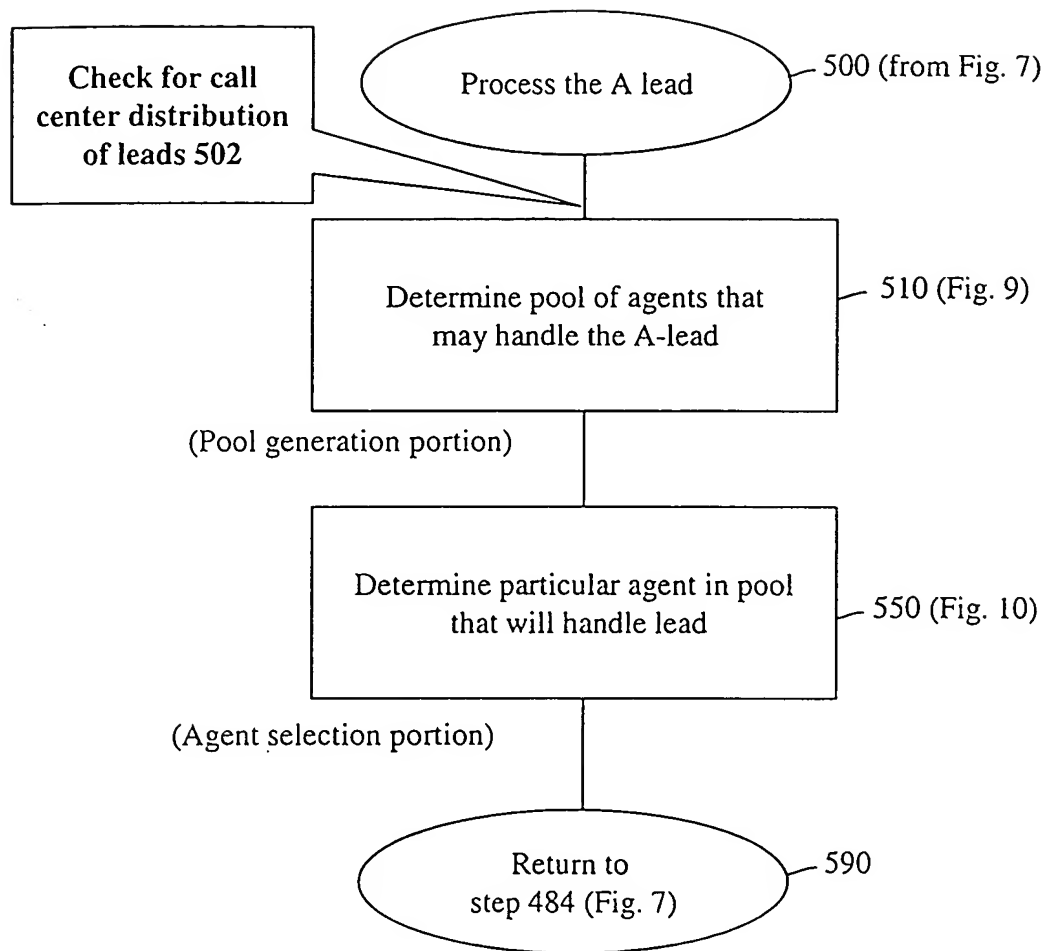 Check for call
center distribution
of leads 502
Process the A lead
500 (from Fig. 7)
Determine pool of agents that
may handle the A-lead
510 (Fig. 9)
(Pool generation portion)
Determine particular agent in pool
that will handle lead
550 (Fig. 10)
(Agent selection portion)
Return to
step 484 (Fig. 7)
590